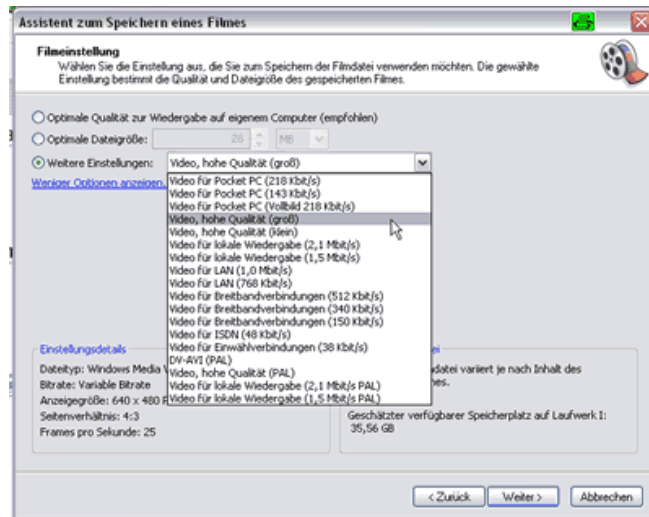 Assistent zum Speichern eines Filmes
Filmeinstellung
Wählen Sie die Einstellung aus, die Sie zum Speichern der Filmdatei verwenden möchten. Die gewählte
Einstellung bestimmt die Qualität und Dateigröße des gespeicherten Filmes.
Optimale Qualität zur Wiedergabe auf eigenem Computer (empfohlen)
Optimale Dateigröße: 28 MB
Weitere Einstellungen: Video, hohe Qualität (groß)
Weniger Optionen anzeigen.
Video für Pocket PC (218 Kbit/s)
Video für Pocket PC (143 Kbit/s)
Video für Pocket PC (Vollbild 218 Kbit/s)
Video, hohe Qualität (groß)
Video, hohe Qualität (klein)
Video für lokale Wiedergabe (2,1 Mbit/s)
Video für lokale Wiedergabe (1,5 Mbit/s)
Video für LAN (1,0 Mbit/s)
Video für LAN (768 Kbit/s)
Video für Breitbandverbindungen (512 Kbit/s)
Video für Breitbandverbindungen (340 Kbit/s)
Video für Breitbandverbindungen (150 Kbit/s)
Video für ISDN (48 Kbit/s)
Video für Einwählverbindungen (38 Kbit/s)
DV-AVI (PAL)
Video, hohe Qualität (PAL)
Video für lokale Wiedergabe (2,1 Mbit/s PAL)
Video für lokale Wiedergabe (1,5 Mbit/s PAL)
Einstellungsdetails
Dateityp: Windows Media
Bitrate: Variable Bitrate
Anzeigegröße: 640 x 480
Seitenverhältnis: 4:3
Frames pro Sekunde: 25
ei
datei variiert je nach Inhalt des
nes.
Geschätzter verfügbarer Speicherplatz auf Laufwerk I:
35,56 GB
< Zurück Weiter > Abbrechen